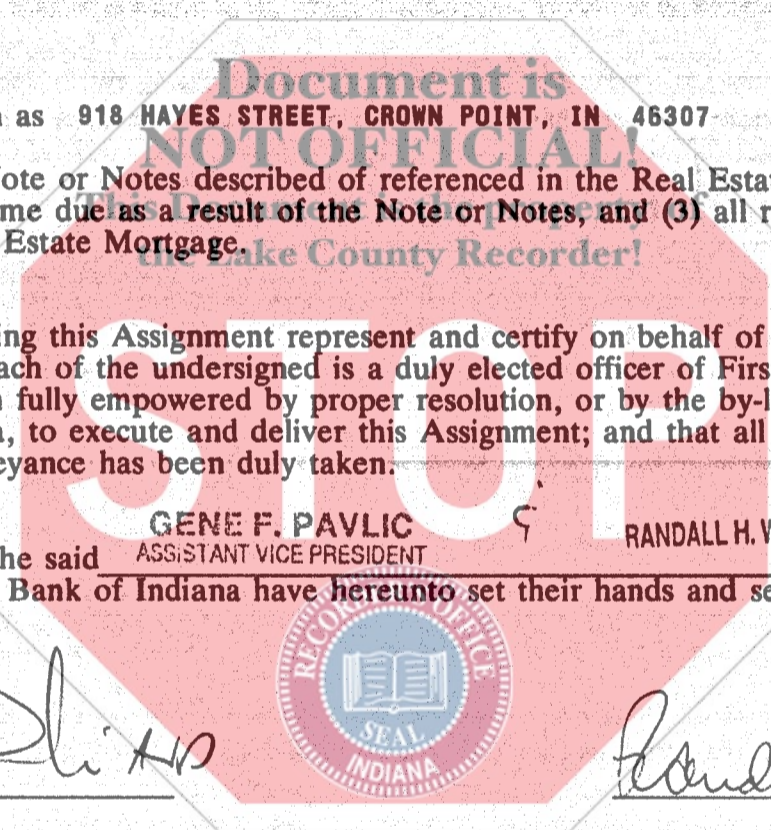 Document is
n as 918 HAYES STREET, CROWN POINT, IN 46307
NOT OFFICIAL!
ote or Notes described of referenced in the Real Esta
This Document is the property of
me due as a result of the Note or Notes, and (3) all r
Estate Mortgage.
the Lake County Recorder!
STOP
ing this Assignment represent and certify on behalf of
ach of the undersigned is a duly elected officer of Firs
n fully empowered by proper resolution, or by the by-l
n, to execute and deliver this Assignment; and that all
eyance has been duly taken.
GENE F. PAVLIC
RANDALL H. W
he said ASSISTANT VICE PRESIDENT
Bank of Indiana have hereunto set their hands and se
RECORDER'S OFFICE
SEAL
INDIANA